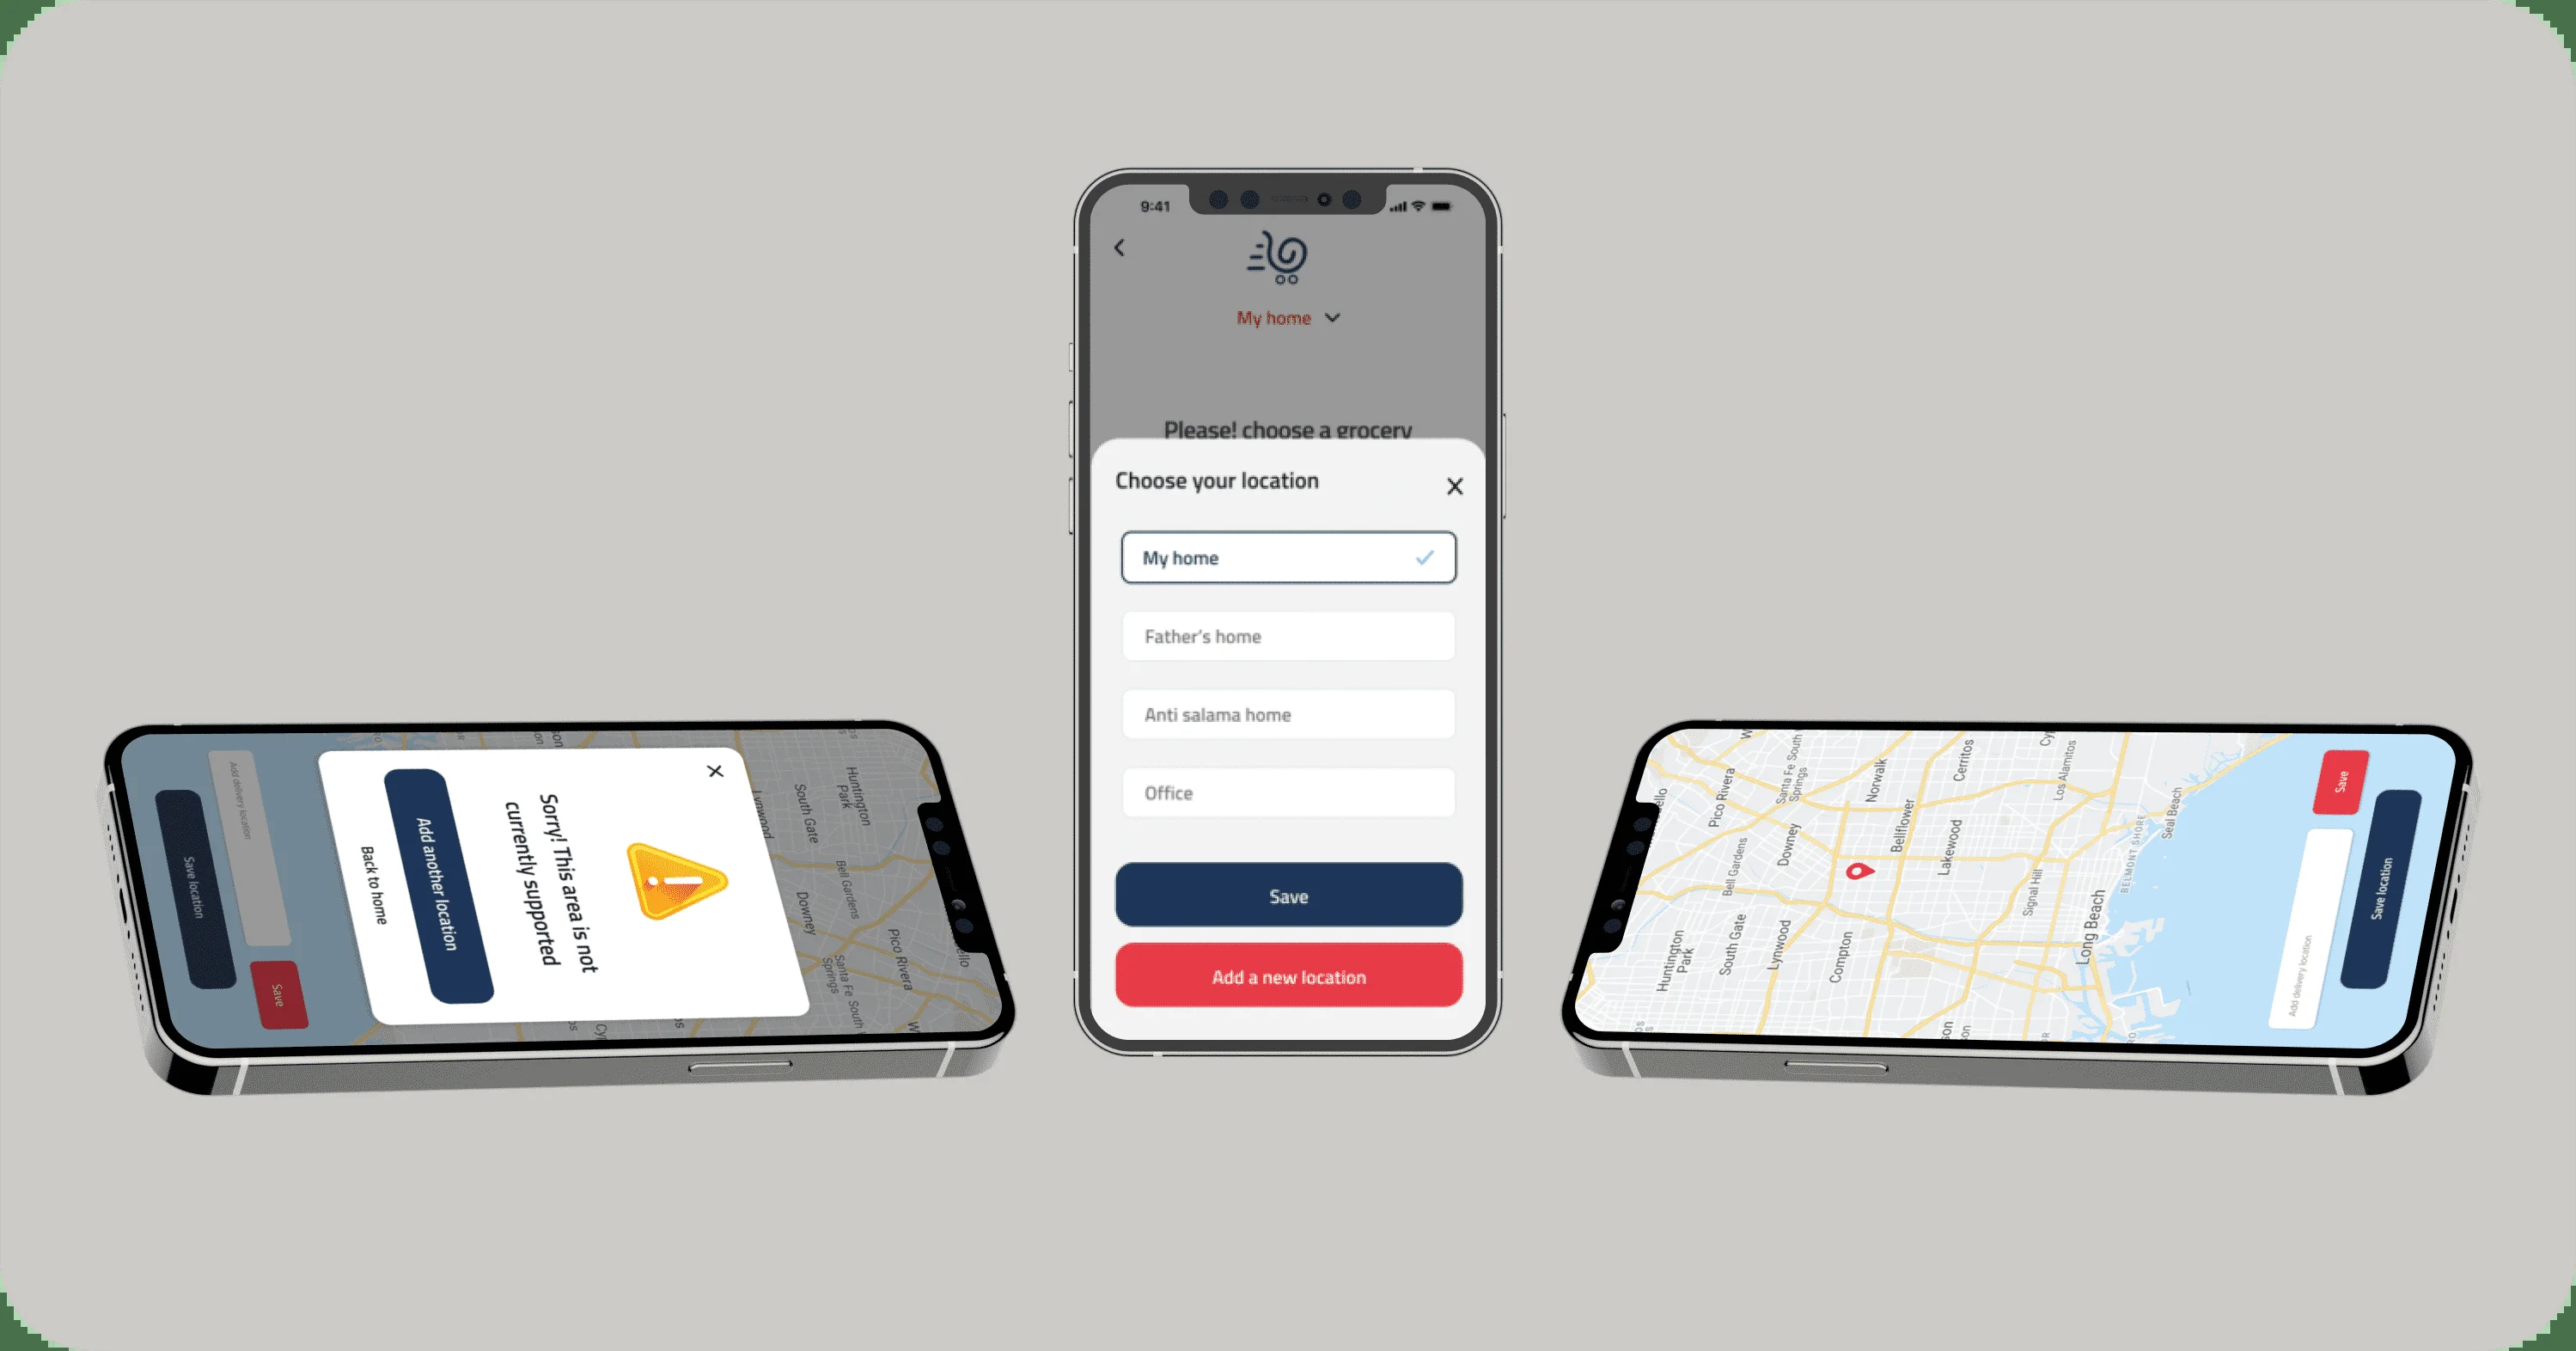 9:41
My home
Please! choose a grocery
Choose your location
My home
Father's home
Anti salama home
Office
Save
Add a new location
Sorry! This area is not
currently supported
Add another location
Back to home
Add delivery location
Save
Save location
Huntington
Park
South Gate
Lynwood
Bell Gardens
Downey
Pico Rivera
Santa Fe South
Springs
Pico Rivera
Santa Fe South
Springs
Norwalk
Cerritos
Los Alamitos
Downey
Bellflower
Bell Gardens
Lakewood
Seal Beach
BELMONT SHORE
Signal Hill
Huntington
Park
South Gate
Lynwood
Compton
Long Beach
Save
Add delivery location
Save location